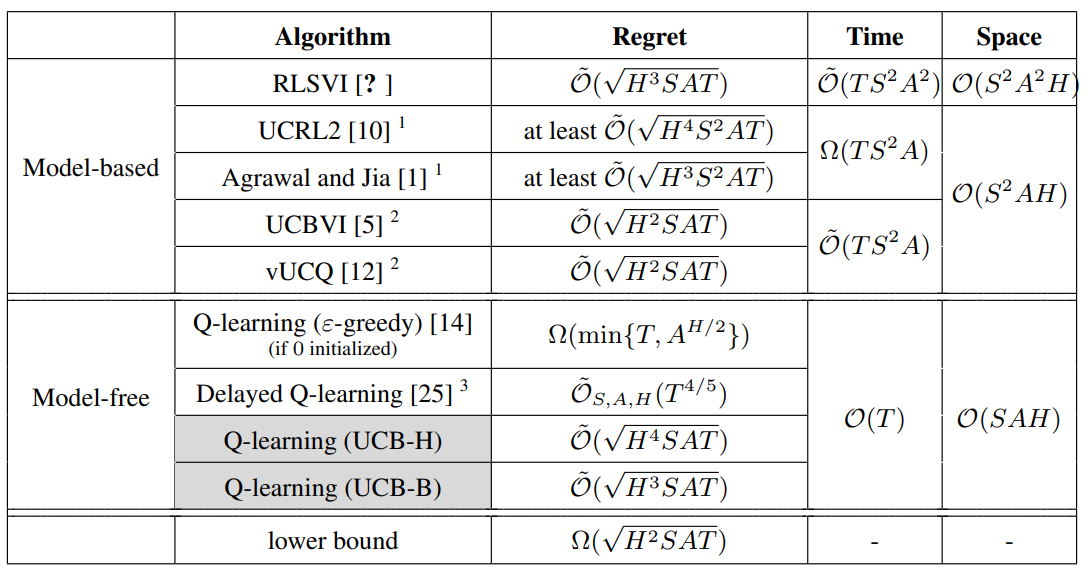 Algorithm Regret Time Space
RLSVI [? ] Õ(√H³SAT) Õ(TS²A²) O(S²A²H)
UCRL2 [10] ¹ at least Õ(√H⁴S²AT)
Ω(TS²A)
Model-based Agrawal and Jia [1] ¹ at least Õ(√H³S²AT)
O(S²AH)
UCBVI [5] ² Õ(√H²SAT)
Õ(TS²A)
vUCQ [12] ² Õ(√H²SAT)
Q-learning (ε-greedy) [14] Ω(min{T, A^{H/2}})
(if 0 initialized)
Model-free Delayed Q-learning [25] ³ Õ_{S,A,H}(T^{4/5})
O(T) O(SAH)
Q-learning (UCB-H) Õ(√H⁴SAT)
Q-learning (UCB-B) Õ(√H³SAT)
lower bound Ω(√H²SAT) - -